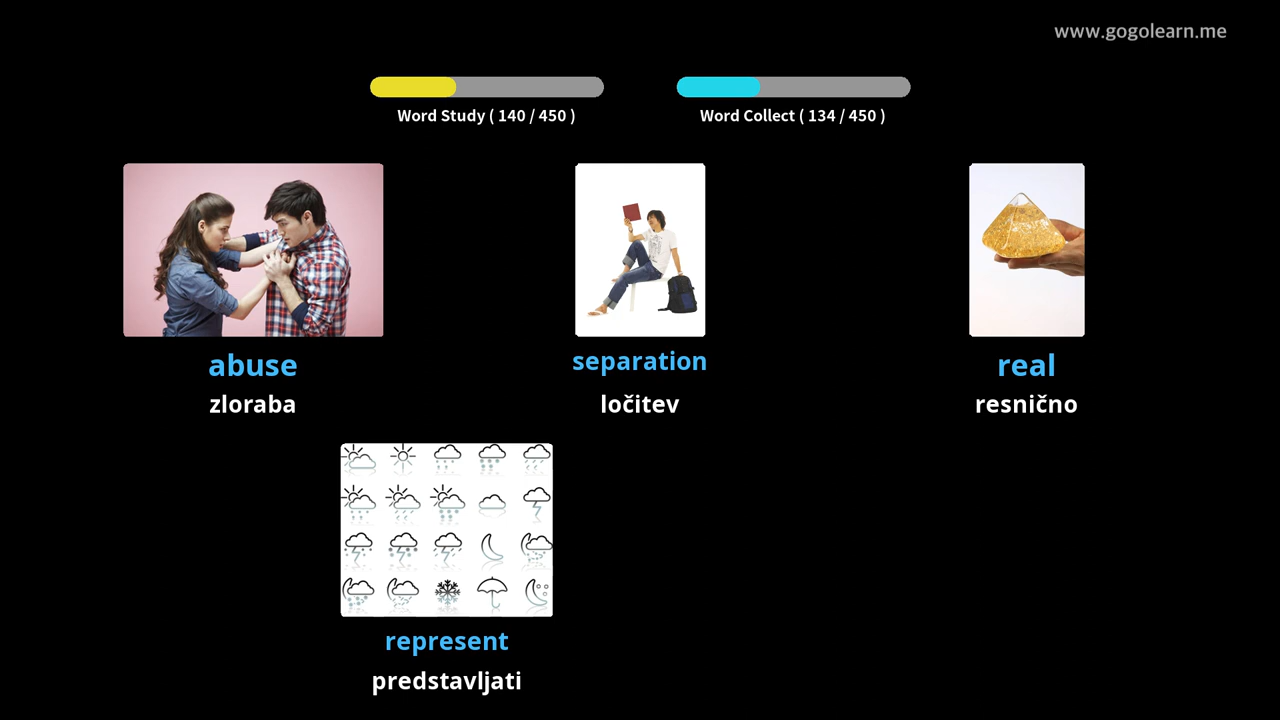 www.gogolearn.me
Word Study ( 140 / 450 )
Word Collect ( 134 / 450 )
abuse
zloraba
separation
ločitev
real
resnično
represent
predstavljati